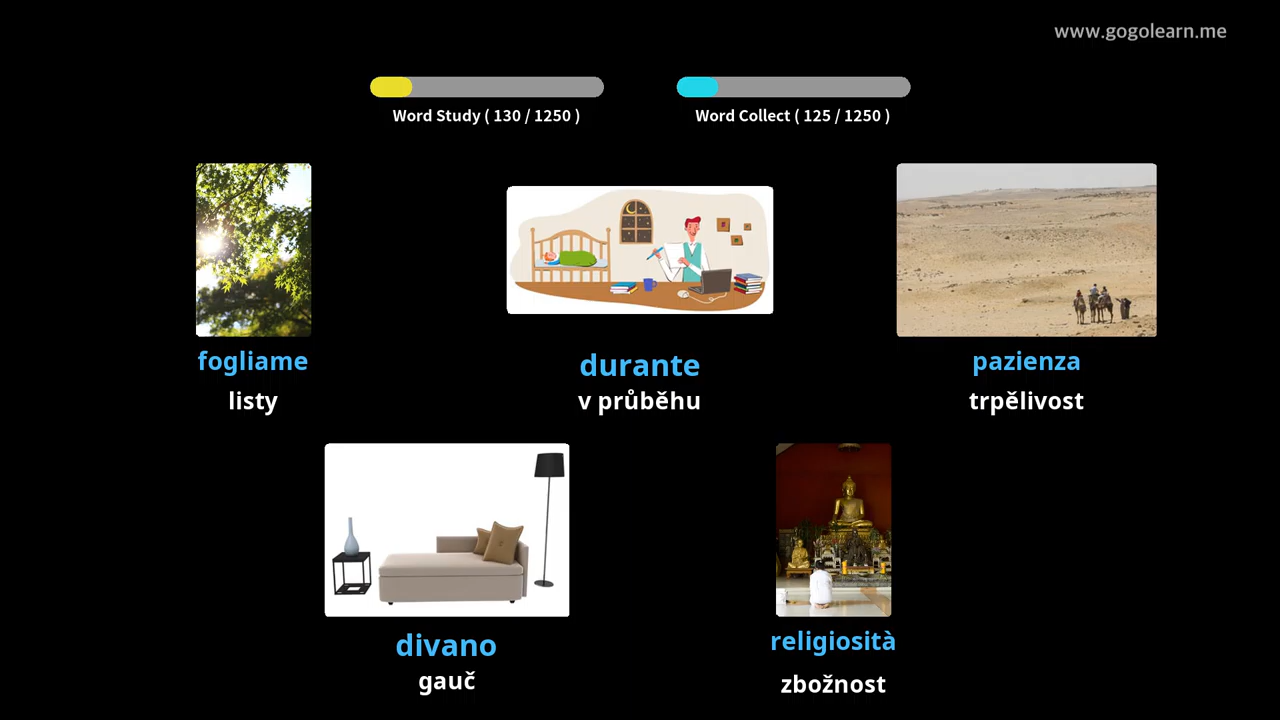 www.gogolearn.me
Word Study ( 130 / 1250 )
Word Collect ( 125 / 1250 )
fogliame
durante
pazienza
listy
v průběhu
trpělivost
divano
religiosità
gauč
zbožnost